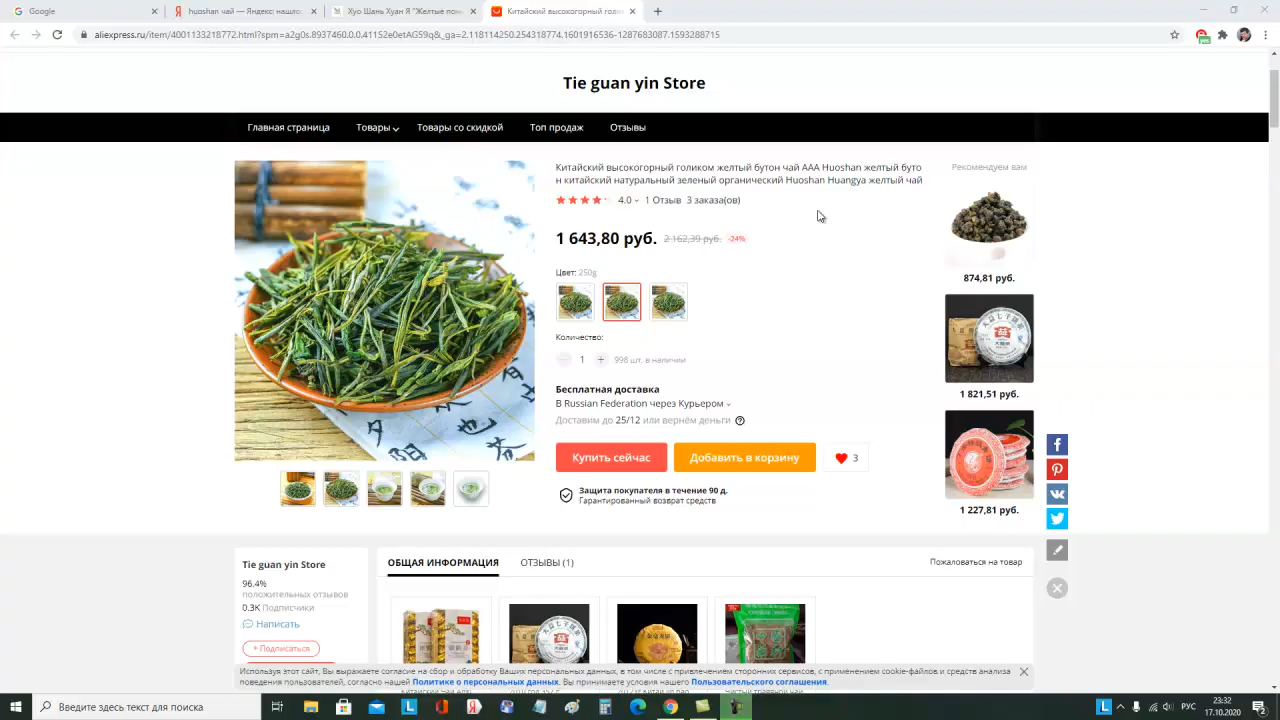 Google
huoshan чай — Яндекс: нашло
Хуо Шань Хуан Я "Желтые по
Китайский высокогорный голи
aliexpress.ru/item/4001133218772.html?spm=a2g0s.8937460.0.0.41152e0etAG59q&_ga=2.118114250.254318774.1601916536-1287683087.1593288715
Tie guan yin Store
Главная страница
Товары
Товары со скидкой
Топ продаж
Отзывы
Китайский высокогорный голиком желтый бутон чай AAA Huoshan желтый буто
н китайский натуральный зеленый органический Huoshan Huangya желтый чай
Рекомендуем вам
4.0
1 Отзыв
3 заказа(ов)
1 643,80 руб.
2 162,39 руб.
-24%
874,81 руб.
Цвет: 250g
Количество:
1
998 шт. в наличии
Бесплатная доставка
В Russian Federation через Курьером
1 821,51 руб.
Доставим до 25/12 или вернём деньги
Купить сейчас
Добавить в корзину
3
Защита покупателя в течение 90 д.
Гарантированный возврат средств
1 227,81 руб.
Tie guan yin Store
96.4%
положительных отзывов
0.3K Подписчики
Написать
+ Подписаться
ОБЩАЯ ИНФОРМАЦИЯ
ОТЗЫВЫ (1)
Пожаловаться на товар
Используя этот сайт, Вы выражаете согласие на сбор и обработку Ваших персональных данных, в том числе с привлечением сторонних сервисов, с применением cookie-файлов и средств анализа
поведения пользователей, согласно нашей Политике о персональных данных. Вы принимаете условия нашего Пользовательского соглашения.
Введите здесь текст для поиска
РУС
23:32
17.10.2020